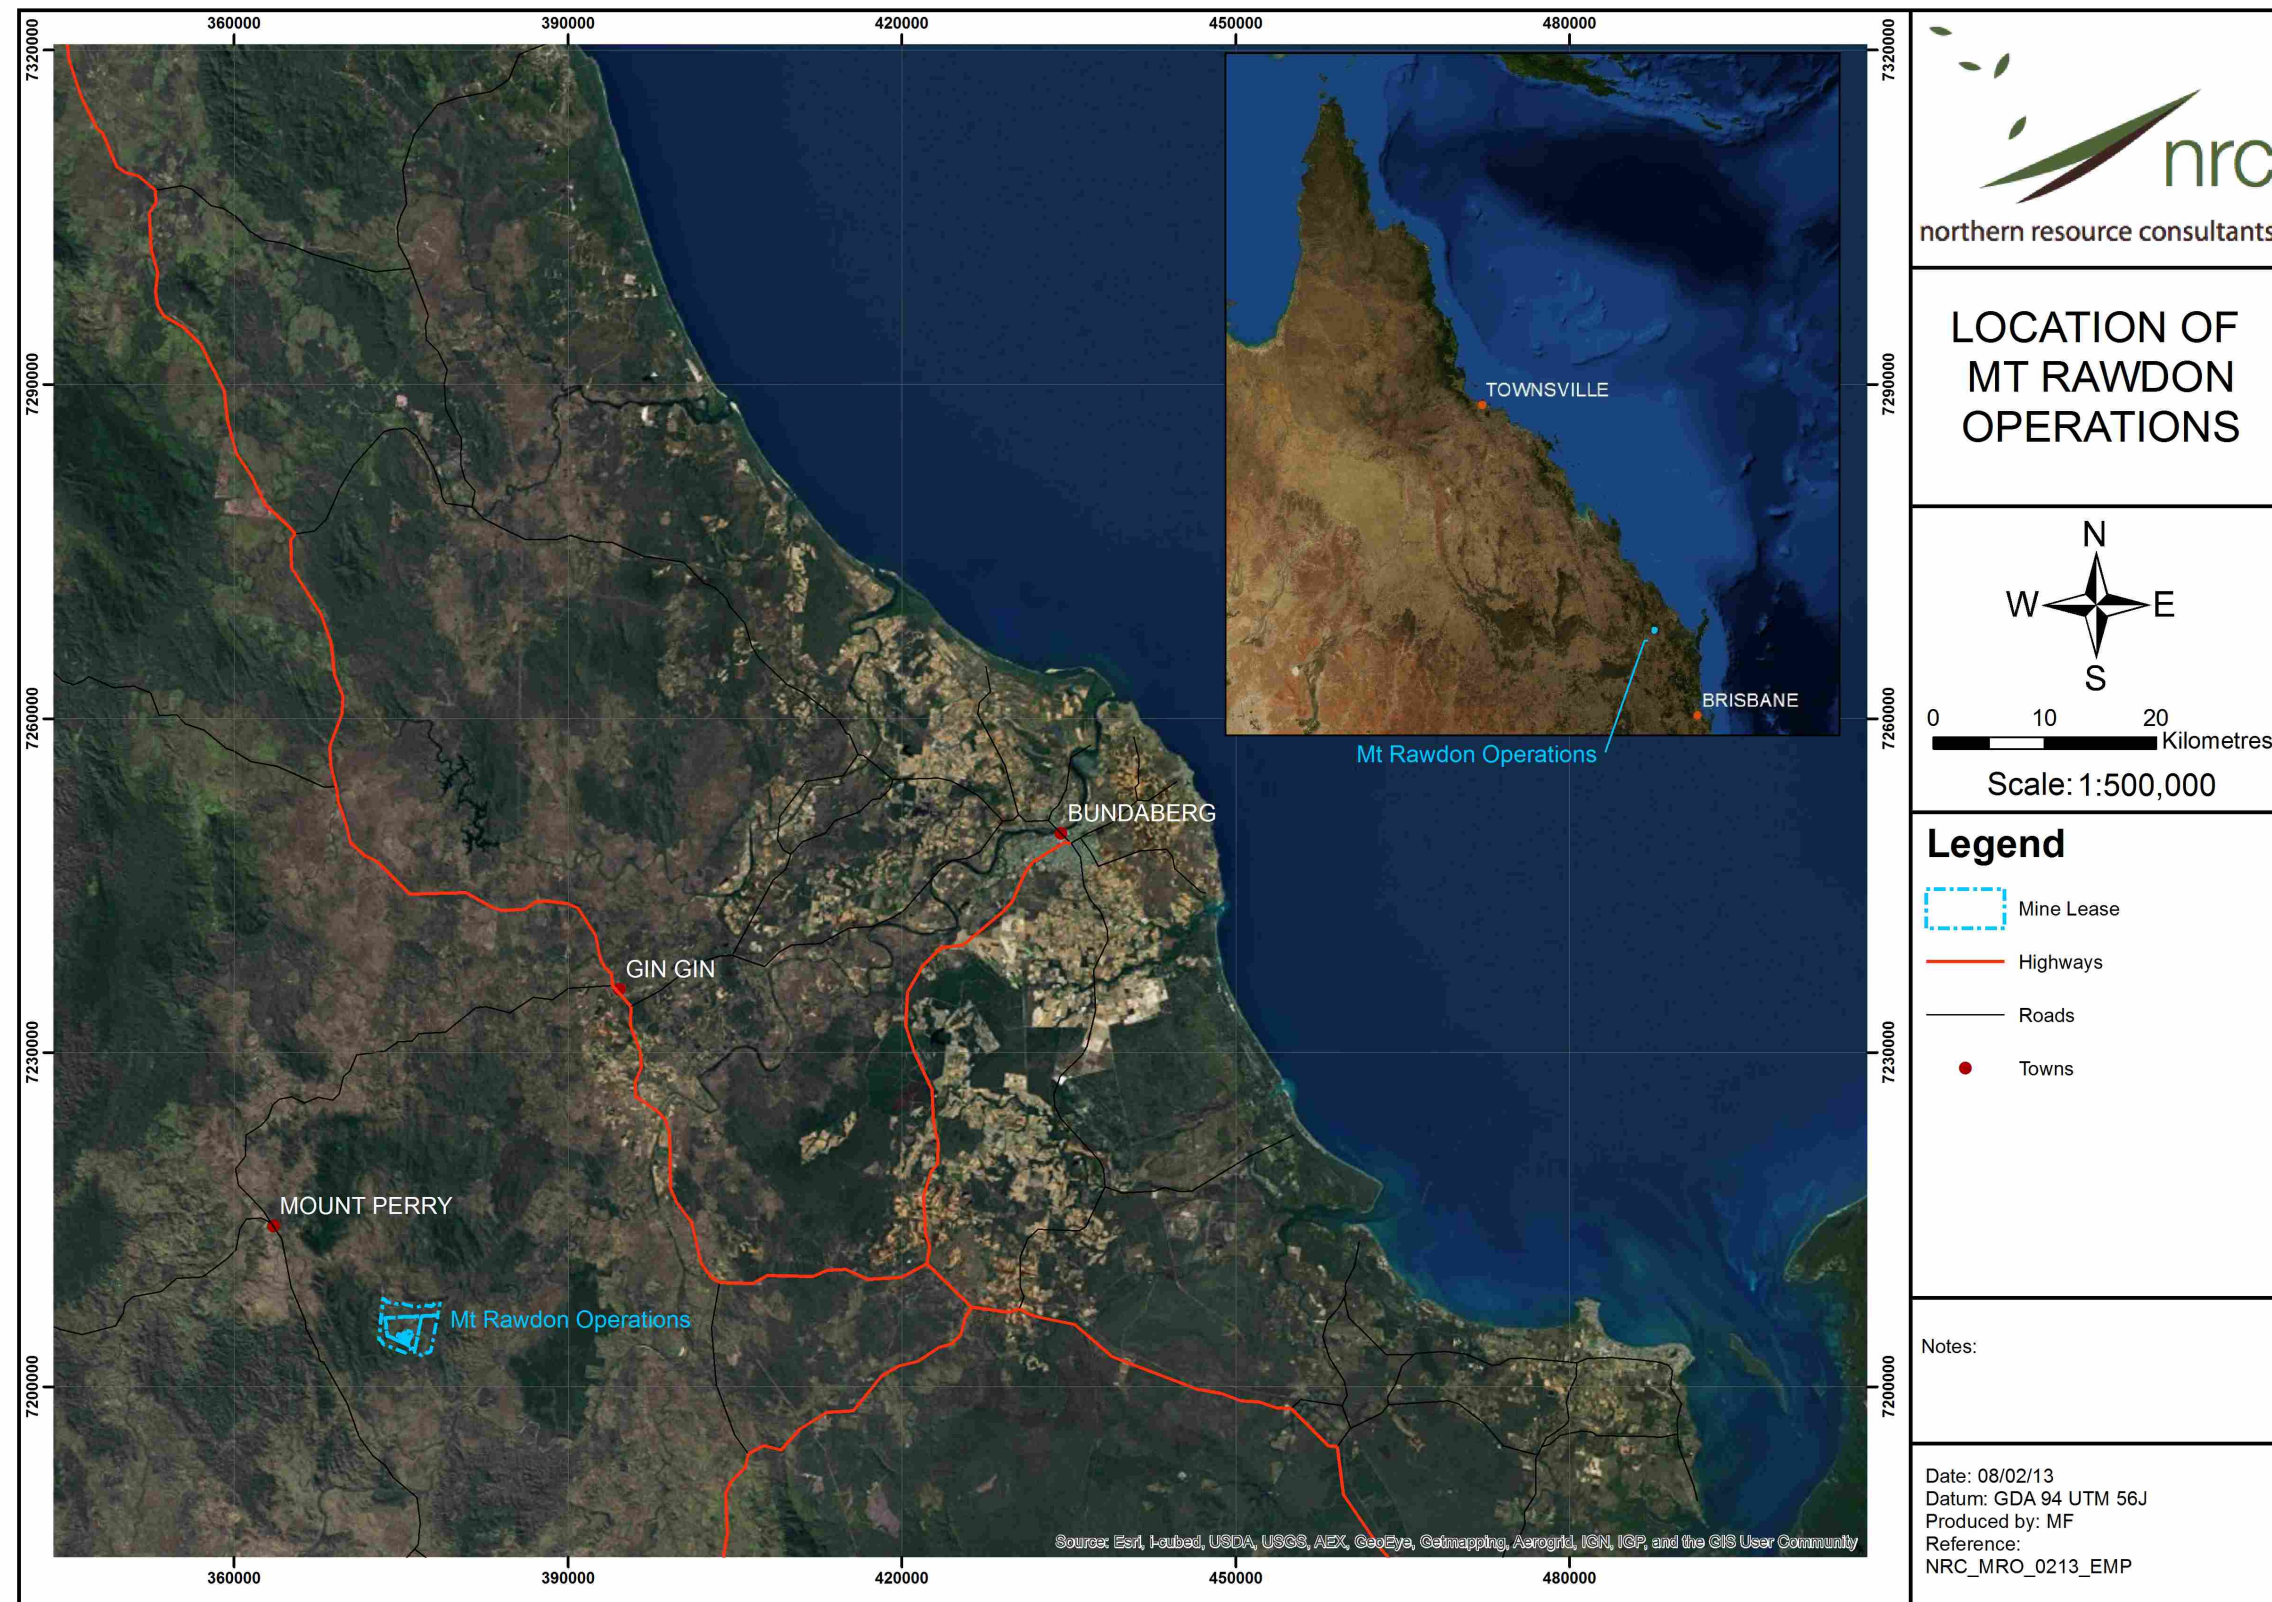 360000
390000
420000
450000
480000
7320000
7320000
7290000
7290000
7260000
7260000
7230000
7230000
7200000
7200000
TOWNSVILLE
BRISBANE
Mt Rawdon Operations
BUNDABERG
GIN GIN
MOUNT PERRY
Mt Rawdon Operations
Source: Esri, i-cubed, USDA, USGS, AEX, GeoEye, Getmapping, Aerogrid, IGN, IGP, and the GIS User Community
360000
390000
420000
450000
480000
nrc
northern resource consultants
LOCATION OF
MT RAWDON
OPERATIONS
N
W
E
S
0
10
20
Kilometres
Scale: 1:500,000
Legend
Mine Lease
Highways
Roads
Towns
Notes:
Date: 08/02/13
Datum: GDA 94 UTM 56J
Produced by: MF
Reference:
NRC_MRO_0213_EMP